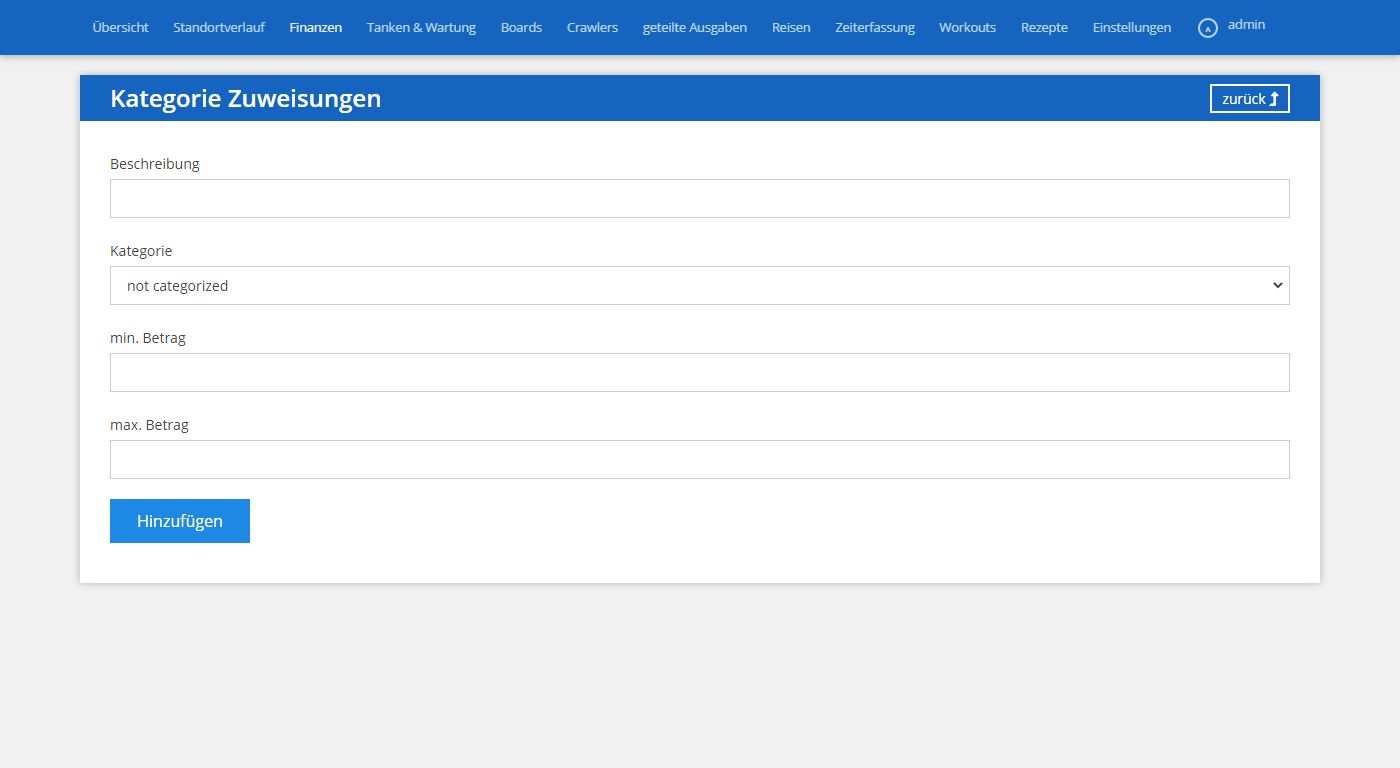 Übersicht Standortverlauf Finanzen Tanken & Wartung Boards Crawlers geteilte Ausgaben Reisen Zeiterfassung Workouts Rezepte Einstellungen A admin
Kategorie Zuweisungen zurück
Beschreibung
Kategorie
not categorized
min. Betrag
max. Betrag
Hinzufügen